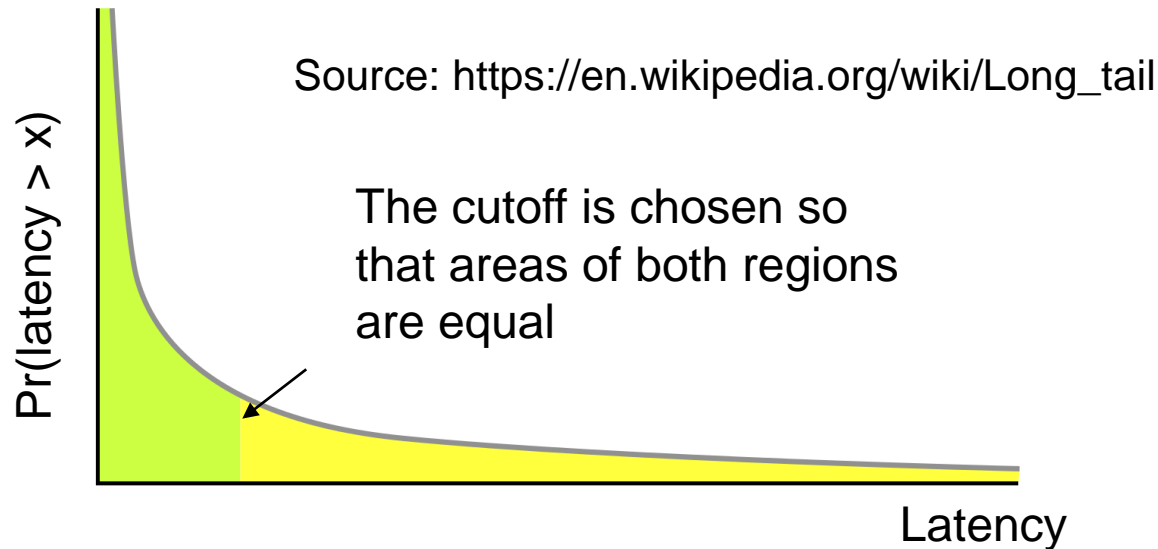 Source: https://en.wikipedia.org/wiki/Long_tail
Pr(latency > x)
The cutoff is chosen so
that areas of both regions
are equal
Latency